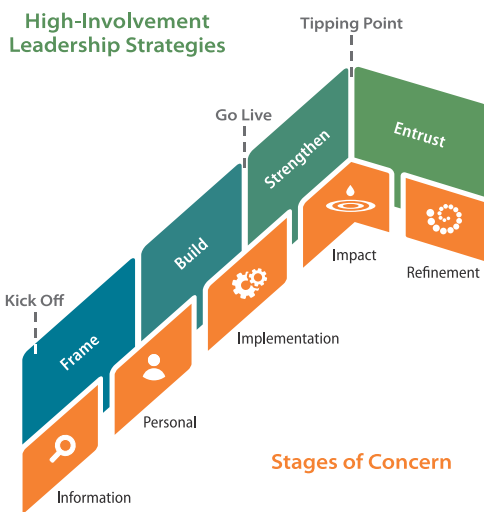 High-Involvement
Leadership Strategies
Tipping Point
Go Live
Kick Off
Frame
Build
Strengthen
Entrust
Information
Personal
Implementation
Impact
Refinement
Stages of Concern